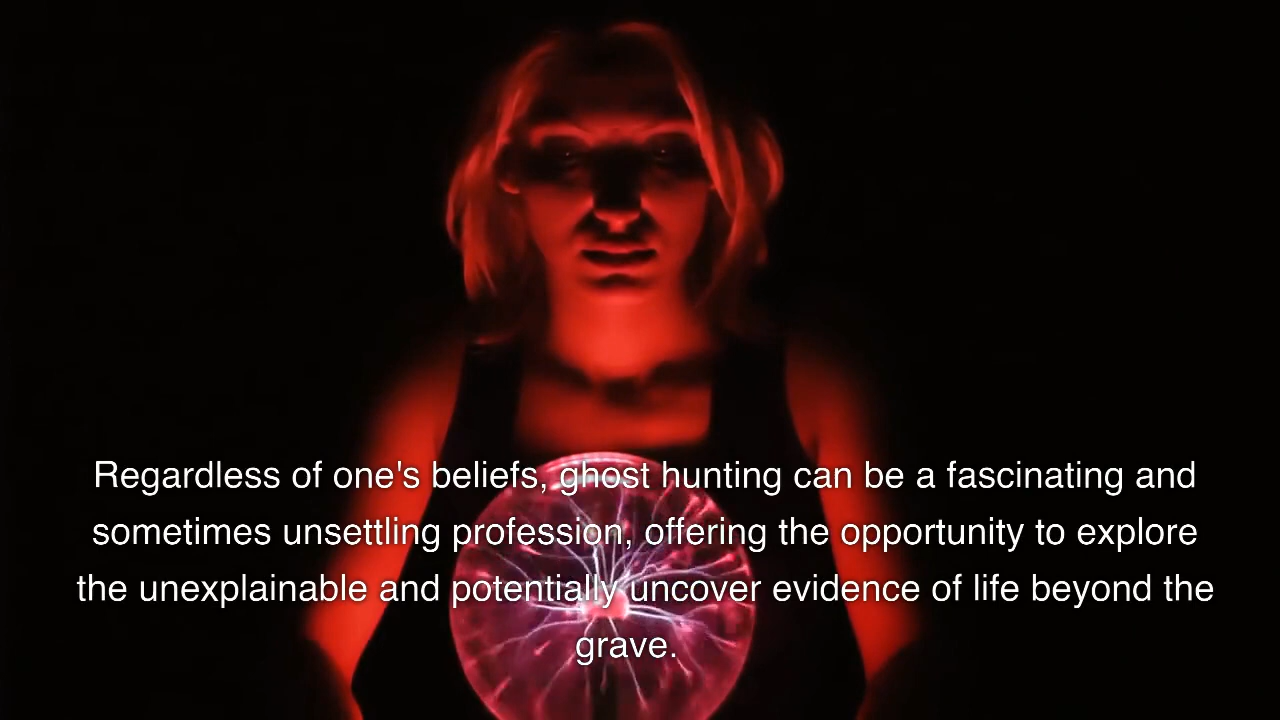 Regardless of one's beliefs, ghost hunting can be a fascinating and
sometimes unsettling profession, offering the opportunity to explore
the unexplainable and potentially uncover evidence of life beyond the
grave.